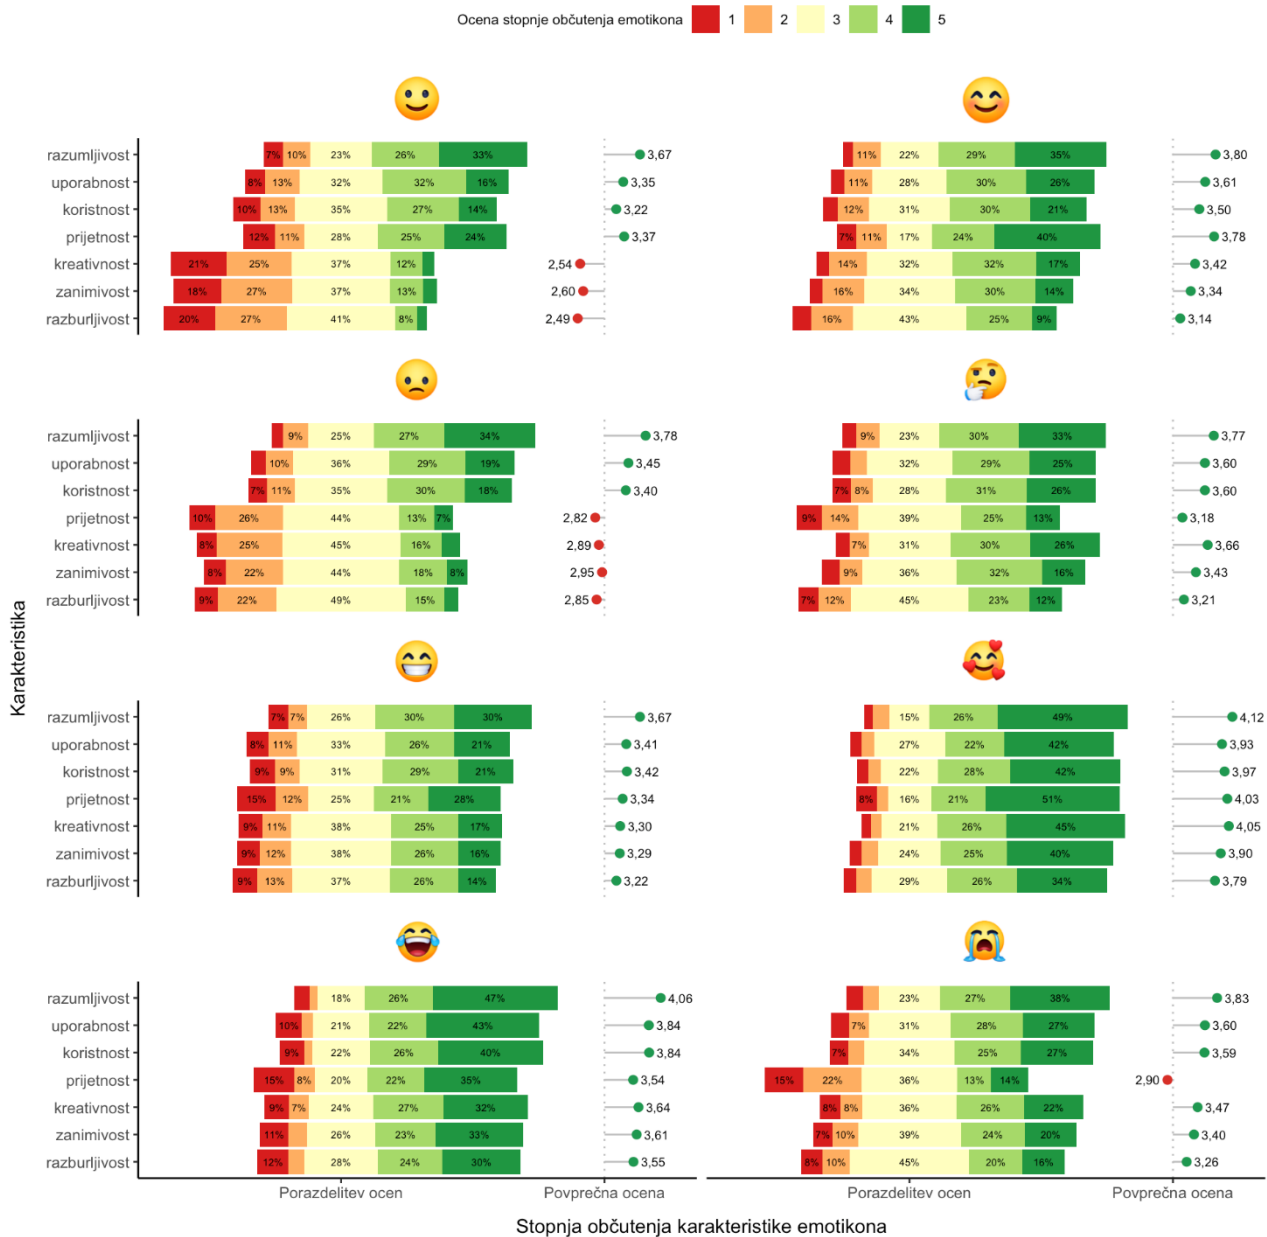 Ocena stopnje občutenja emotikona 1 2 3 4 5
razumljivost 7% 10% 23% 26% 33% 3,67 11% 22% 29% 35% 3,80
uporabnost 8% 13% 32% 32% 16% 3,35 11% 28% 30% 26% 3,61
koristnost 10% 13% 35% 27% 14% 3,22 12% 31% 30% 21% 3,50
prijetnost 12% 11% 28% 25% 24% 3,37 7% 11% 17% 24% 40% 3,78
kreativnost 21% 25% 37% 12% 2,54 14% 32% 32% 17% 3,42
zanimivost 18% 27% 37% 13% 2,60 16% 34% 30% 14% 3,34
razburljivost 20% 27% 41% 8% 2,49 16% 43% 25% 9% 3,14
razumljivost 9% 25% 27% 34% 3,78 9% 23% 30% 33% 3,77
uporabnost 10% 36% 29% 19% 3,45 32% 29% 25% 3,60
koristnost 7% 11% 35% 30% 18% 3,40 7% 8% 28% 31% 26% 3,60
prijetnost 10% 26% 44% 13% 7% 2,82 9% 14% 39% 25% 13% 3,18
kreativnost 8% 25% 45% 16% 2,89 7% 31% 30% 26% 3,66
zanimivost 8% 22% 44% 18% 8% 2,95 9% 36% 32% 16% 3,43
razburljivost 9% 22% 49% 15% 2,85 7% 12% 45% 23% 12% 3,21
razumljivost 7% 7% 26% 30% 30% 3,67 15% 26% 49% 4,12
uporabnost 8% 11% 33% 26% 21% 3,41 27% 22% 42% 3,93
koristnost 9% 9% 31% 29% 21% 3,42 22% 28% 42% 3,97
prijetnost 15% 12% 25% 21% 28% 3,34 8% 16% 21% 51% 4,03
kreativnost 9% 11% 38% 25% 17% 3,30 21% 26% 45% 4,05
zanimivost 9% 12% 38% 26% 16% 3,29 24% 25% 40% 3,90
razburljivost 9% 13% 37% 26% 14% 3,22 29% 26% 34% 3,79
razumljivost 18% 26% 47% 4,06 23% 27% 38% 3,83
uporabnost 10% 21% 22% 43% 3,84 7% 31% 28% 27% 3,60
koristnost 9% 22% 26% 40% 3,84 7% 34% 25% 27% 3,59
prijetnost 15% 8% 20% 22% 35% 3,54 15% 22% 36% 13% 14% 2,90
kreativnost 9% 7% 24% 27% 32% 3,64 8% 8% 36% 26% 22% 3,47
zanimivost 11% 26% 23% 33% 3,61 7% 10% 39% 24% 20% 3,40
razburljivost 12% 28% 24% 30% 3,55 8% 10% 45% 20% 16% 3,26
Karakteristika
Porazdelitev ocen Povprečna ocena Porazdelitev ocen Povprečna ocena
Stopnja občutenja karakteristike emotikona